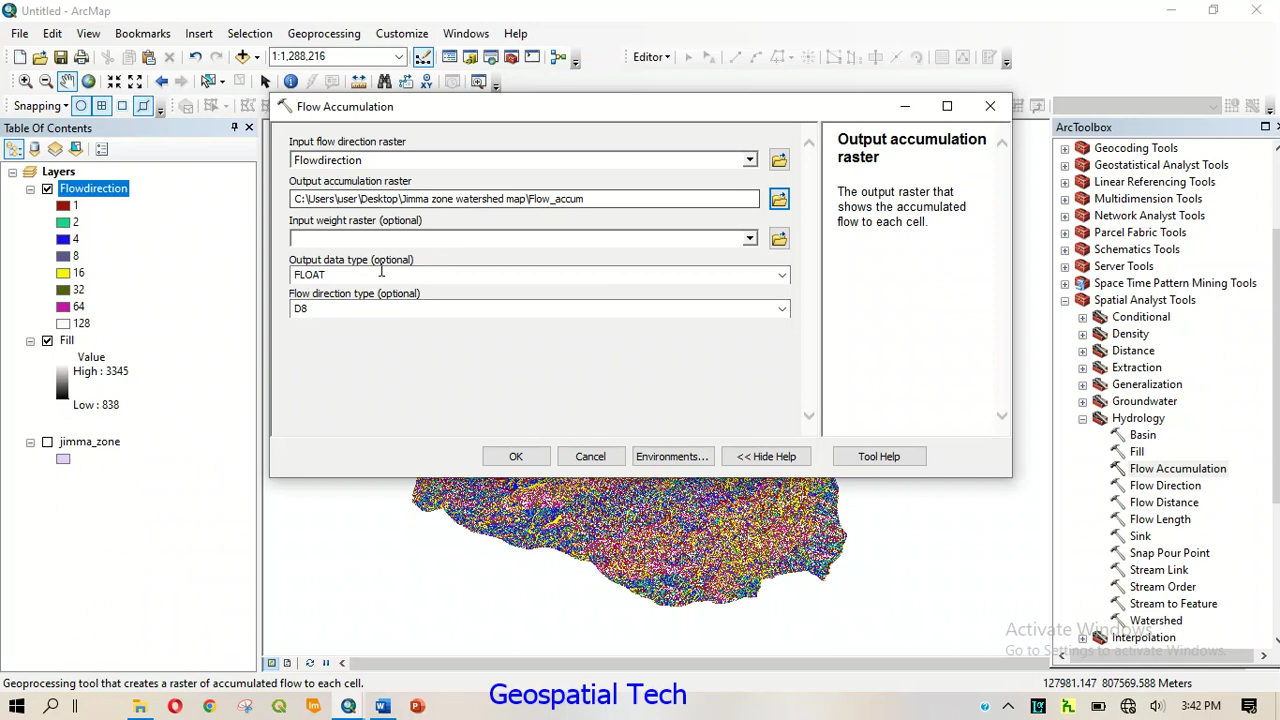 Untitled - ArcMap
File Edit View Bookmarks Insert Selection Geoprocessing Customize Windows Help
1:1,288,216
Editor
Snapping
Table Of Contents
Layers
Flowdirection
1
2
4
8
16
32
64
128
Fill
Value
High : 3345
Low : 838
jimma_zone
Flow Accumulation
Input flow direction raster
Flowdirection
Output accumulation raster
C:\Users\user\Desktop\Jimma zone watershed map\Flow_accum
Input weight raster (optional)
Output data type (optional)
FLOAT
Flow direction type (optional)
D8
OK
Cancel
Environments...
<< Hide Help
Tool Help
Output accumulation
raster
The output raster that
shows the accumulated
flow to each cell.
ArcToolbox
Geocoding Tools
Geostatistical Analyst Tools
Linear Referencing Tools
Multidimension Tools
Network Analyst Tools
Parcel Fabric Tools
Schematics Tools
Server Tools
Space Time Pattern Mining Tools
Spatial Analyst Tools
Conditional
Density
Distance
Extraction
Generalization
Groundwater
Hydrology
Basin
Fill
Flow Accumulation
Flow Direction
Flow Distance
Flow Length
Sink
Snap Pour Point
Stream Link
Stream Order
Stream to Feature
Watershed
Interpolation
Activate Windows
Go to Settings to activate Windows.
Geoprocessing tool that creates a raster of accumulated flow to each cell.
127981.147 807569.588 Meters
Geospatial Tech
3:42 PM